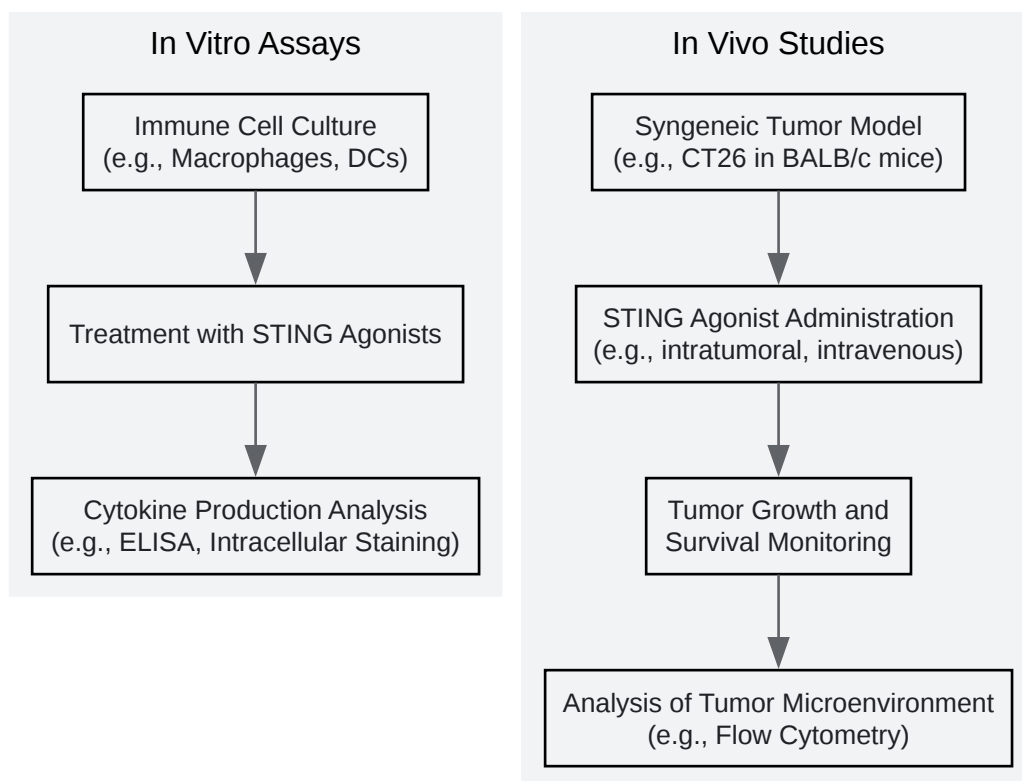 In Vitro Assays
Immune Cell Culture
(e.g., Macrophages, DCs)
Treatment with STING Agonists
Cytokine Production Analysis
(e.g., ELISA, Intracellular Staining)
In Vivo Studies
Syngeneic Tumor Model
(e.g., CT26 in BALB/c mice)
STING Agonist Administration
(e.g., intratumoral, intravenous)
Tumor Growth and
Survival Monitoring
Analysis of Tumor Microenvironment
(e.g., Flow Cytometry)